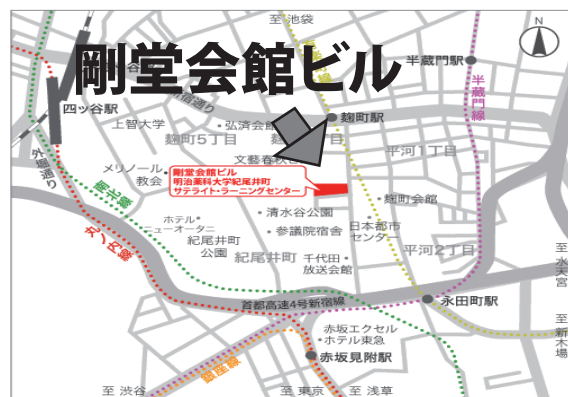 至 池袋
N
剛堂会館ビル
半蔵門駅
半蔵門線
四ッ谷駅
宿通り
麹町駅
上智大学
弘済会館
麹町5丁目
丁目
平河1丁目
外堀通り
文藝春秋
メリノール
教会
南北線
剛堂会館ビル
明治薬科大学紀尾井町
サテライト・ラーニングセンター
麹町会館
清水谷公園
ホテル
ニューオータニ
参議院宿舎
日本都市
センター
丸ノ内線
紀尾井町
公園
紀尾井町
千代田
放送会館
平河2丁目
至 水天宮
首都高速4号新宿線
永田町駅
至 新木場
赤坂エクセル
ホテル東急
赤坂見附駅
銀座線
至 渋谷
至 東京
至 浅草